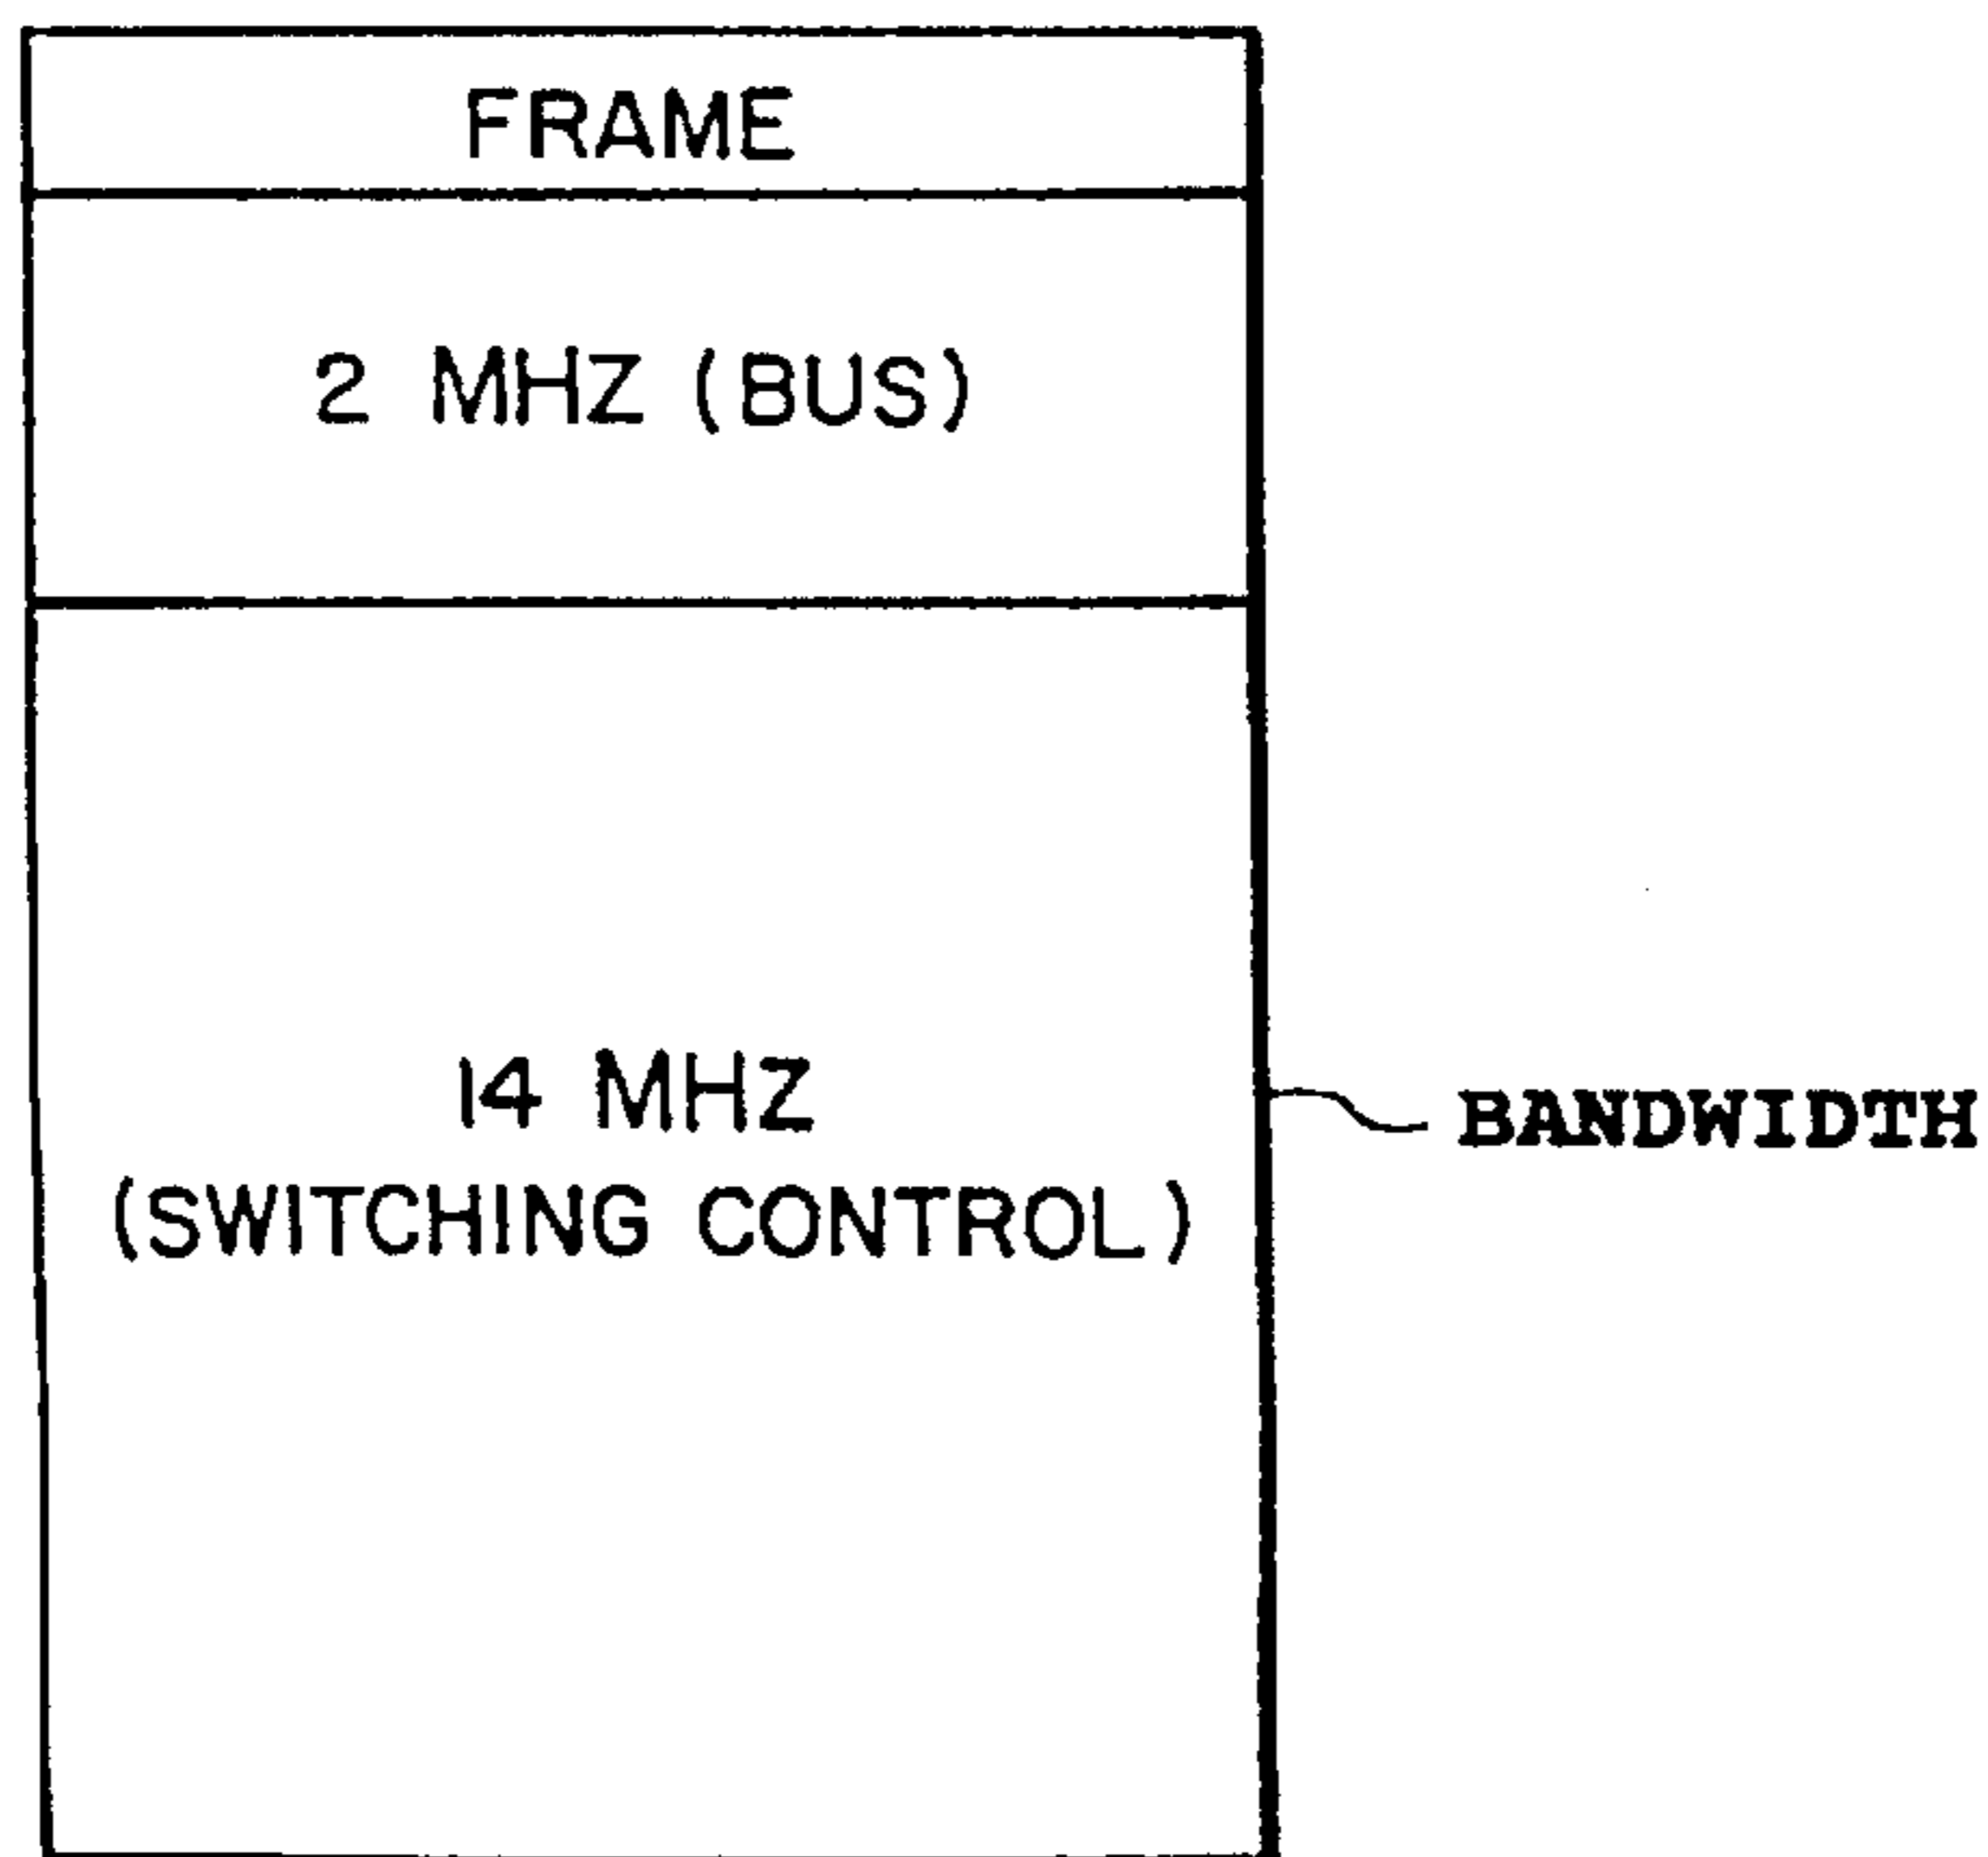 FRAME
2 MHZ (BUS)
14 MHZ
(SWITCHING CONTROL)
BANDWIDTH